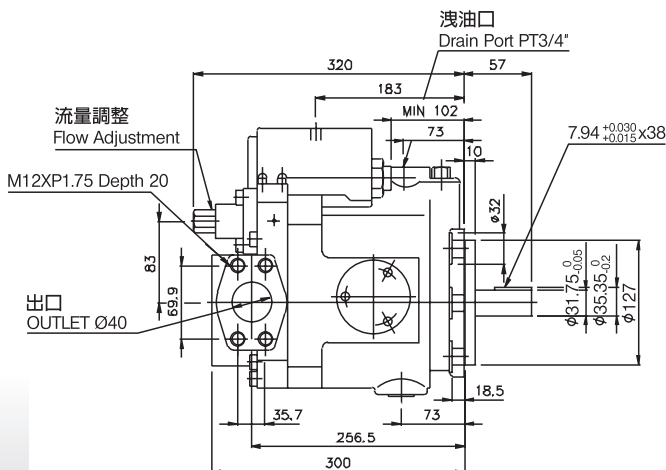 洩油口
Drain Port PT3/4"
320
57
183
流量調整
Flow Adjustment
MIN 102
7.94 +0.030 +0.015 x38
73
10
M12XP1.75 Depth 20
ø32
83
69.9
出口
OUTLET Ø40
ø31.75 0 -0.05
ø35.35 0 -0.2
ø127
18.5
35.7
73
256.5
300